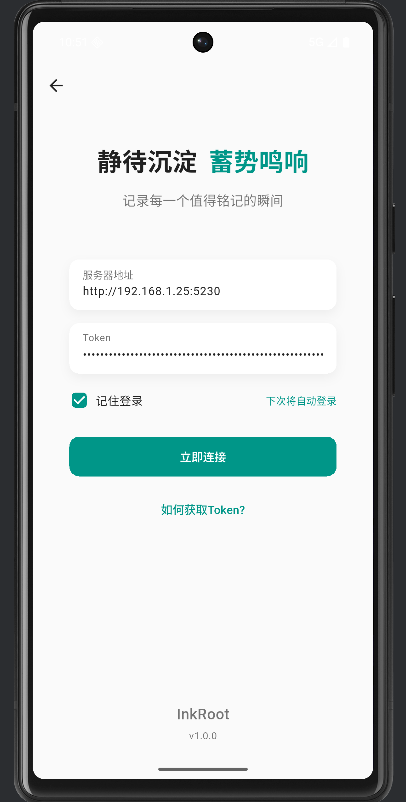 静待沉淀 蓄势鸣响
记录每一个值得铭记的瞬间
服务器地址
http://192.168.1.25:5230
Token
记住登录
下次将自动登录
立即连接
如何获取Token?
InkRoot
v1.0.0